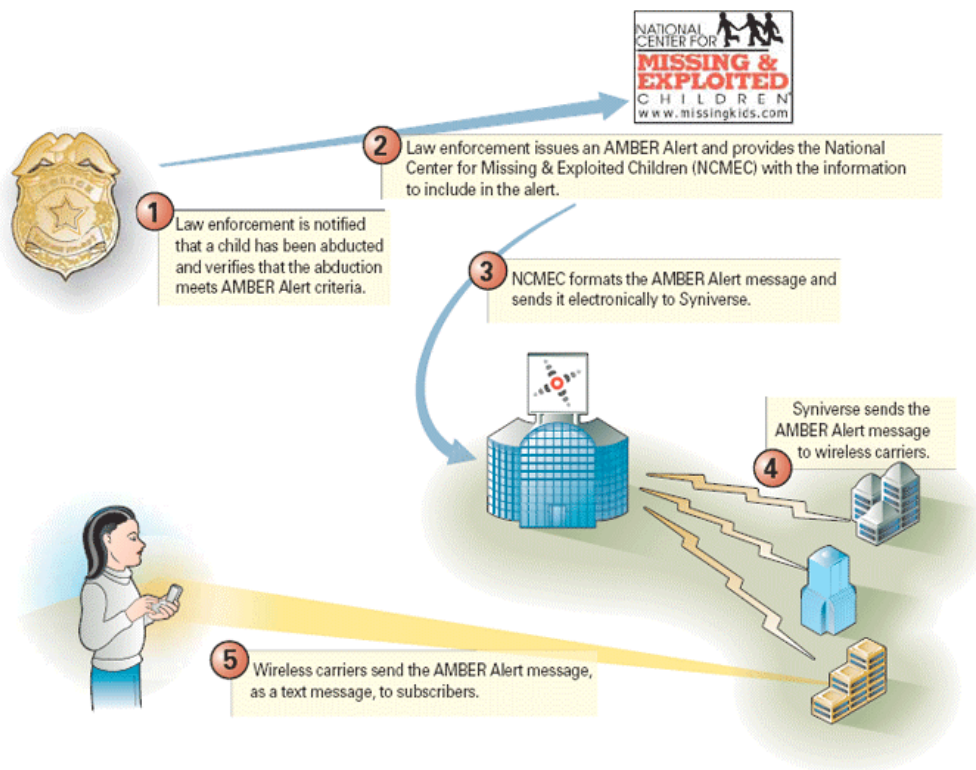 NATIONAL
CENTER FOR
MISSING &
EXPLOITED
CHILDREN
www.missingkids.com
2
Law enforcement issues an AMBER Alert and provides the National
Center for Missing & Exploited Children (NCMEC) with the information
to include in the alert.
1
Law enforcement is notified
that a child has been abducted
and verifies that the abduction
meets AMBER Alert criteria.
3
NCMEC formats the AMBER Alert message and
sends it electronically to Syniverse.
Syniverse sends the
AMBER Alert message
to wireless carriers.
4
5
Wireless carriers send the AMBER Alert message,
as a text message, to subscribers.